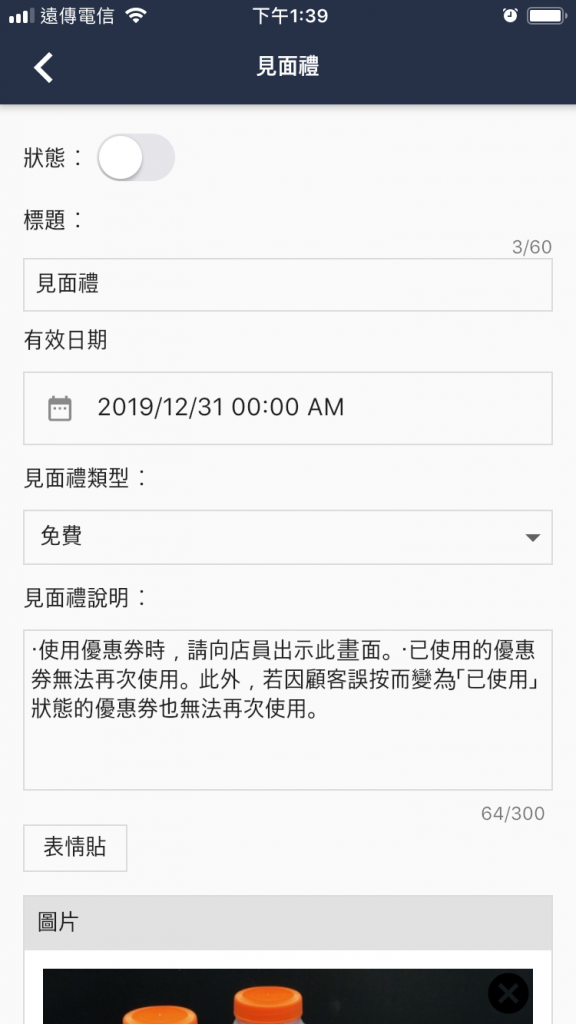 遠傳電信 下午1:39
見面禮
狀態：
標題：
3/60
見面禮
有效日期
2019/12/31 00:00 AM
見面禮類型：
免費
見面禮說明：
·使用優惠券時，請向店員出示此畫面。·已使用的優惠
券無法再次使用。此外，若因顧客誤按而變為「已使用」
狀態的優惠券也無法再次使用。
64/300
表情貼
圖片